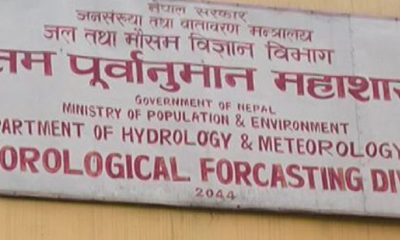 नेपाल सरकार
जनसंख्या तथा वातावरण मन्त्रालय
जल तथा मौसम विज्ञान विभाग
पूर्वानुमान
GOVERNMENT OF NEPAL
MINISTRY OF POPULATION & ENVIRONMENT
OF HYDROLOGY & METEOROLOGY
FORCASTING
2044